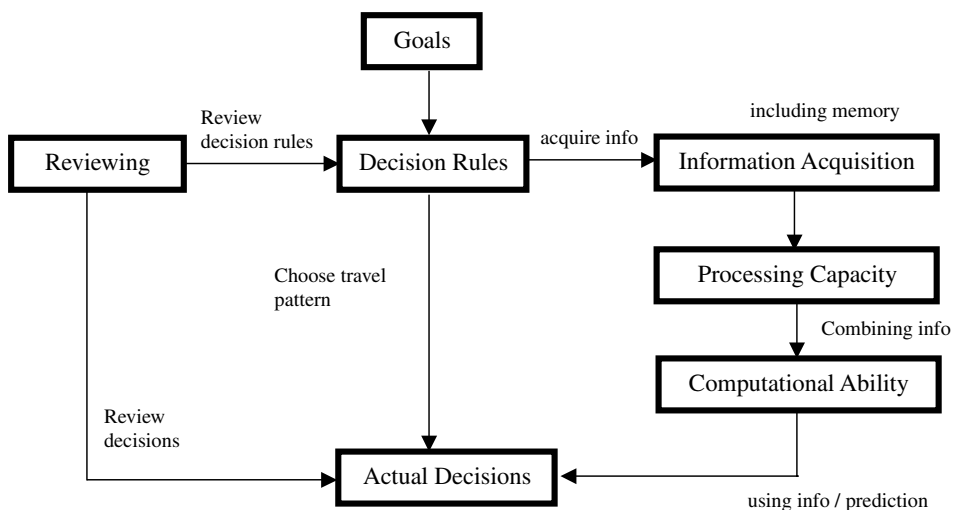 Goals
Review
decision rules
including memory
acquire info
Reviewing
Decision Rules
Information Acquisition
Choose travel
pattern
Processing Capacity
Combining info
Computational Ability
Review
decisions
Actual Decisions
using info / prediction